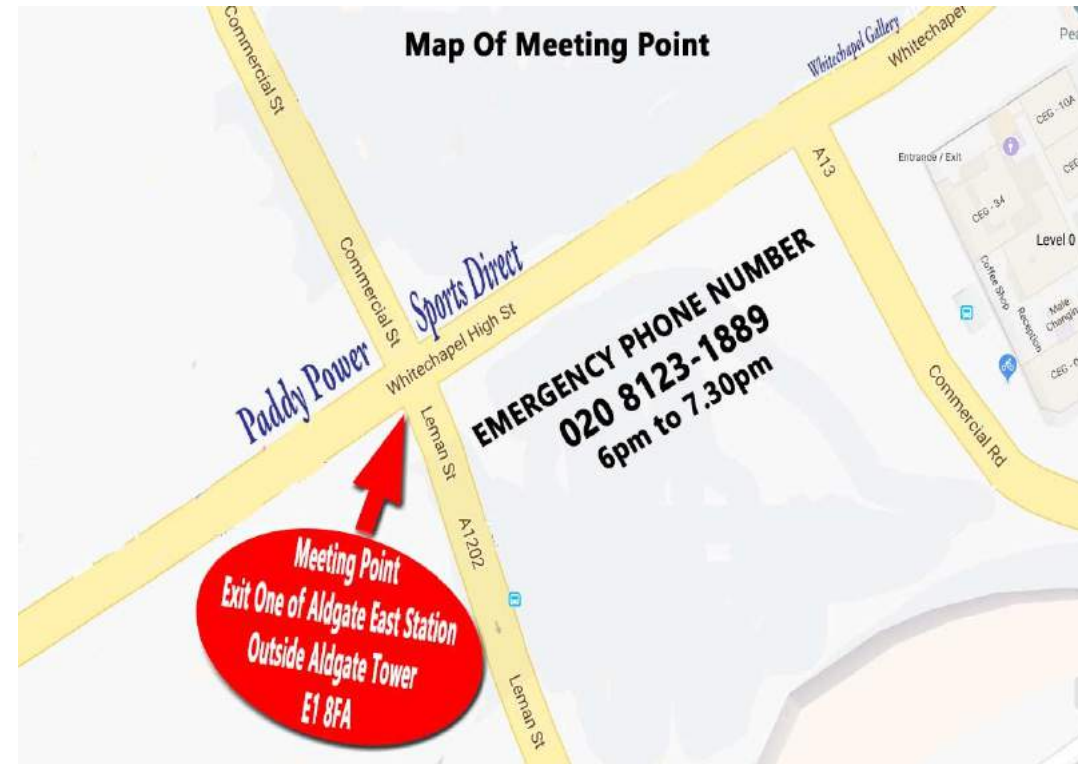 Map Of Meeting Point
Commercial St
Whitechapel Gallery
Whitechapel
A13
Entrance / Exit
CEG - 10A
CEG - 34
Level 0
Coffee Shop
Reception
Male
Changin
Commercial St
Sports Direct
Whitechapel High St
Paddy Power
EMERGENCY PHONE NUMBER
020 8123-1889
6pm to 7.30pm
Commercial Rd
Leman St
A1202
Leman St
Meeting Point
Exit One of Aldgate East Station
Outside Aldgate Tower
E1 8FA